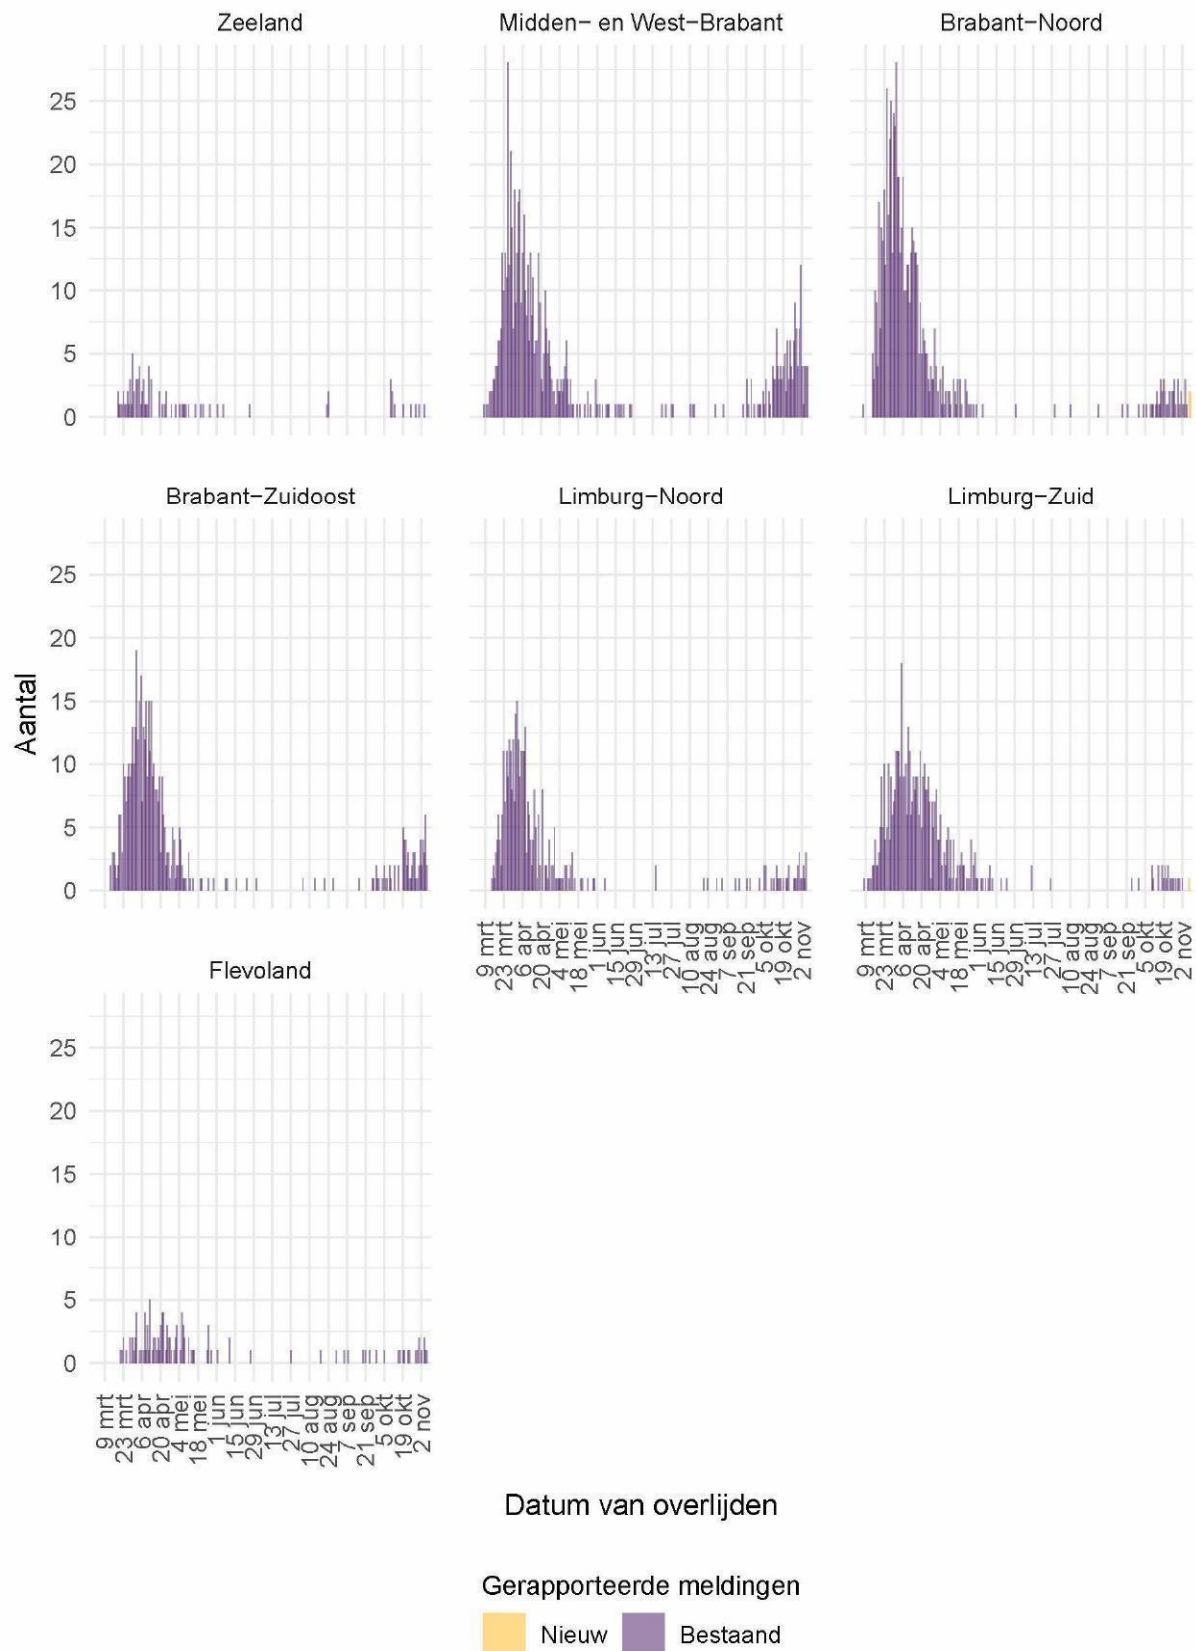 Zeeland
Midden- en West-Brabant
Brabant-Noord
25
20
15
10
5
0
Brabant-Zuidoost
Limburg-Noord
Limburg-Zuid
Aantal
25
20
15
10
5
0
9 mrt
23 mrt
6 apr
20 apr
4 mei
18 mei
1 jun
15 jun
29 jun
13 jul
27 jul
10 aug
24 aug
7 sep
21 sep
5 okt
19 okt
2 nov
9 mrt
23 mrt
6 apr
20 apr
4 mei
18 mei
1 jun
15 jun
29 jun
13 jul
27 jul
10 aug
24 aug
7 sep
21 sep
5 okt
19 okt
2 nov
Flevoland
25
20
15
10
5
0
9 mrt
23 mrt
6 apr
20 apr
4 mei
18 mei
1 jun
15 jun
29 jun
13 jul
27 jul
10 aug
24 aug
7 sep
21 sep
5 okt
19 okt
2 nov
Datum van overlijden
Gerapporteerde meldingen
Nieuw
Bestaand